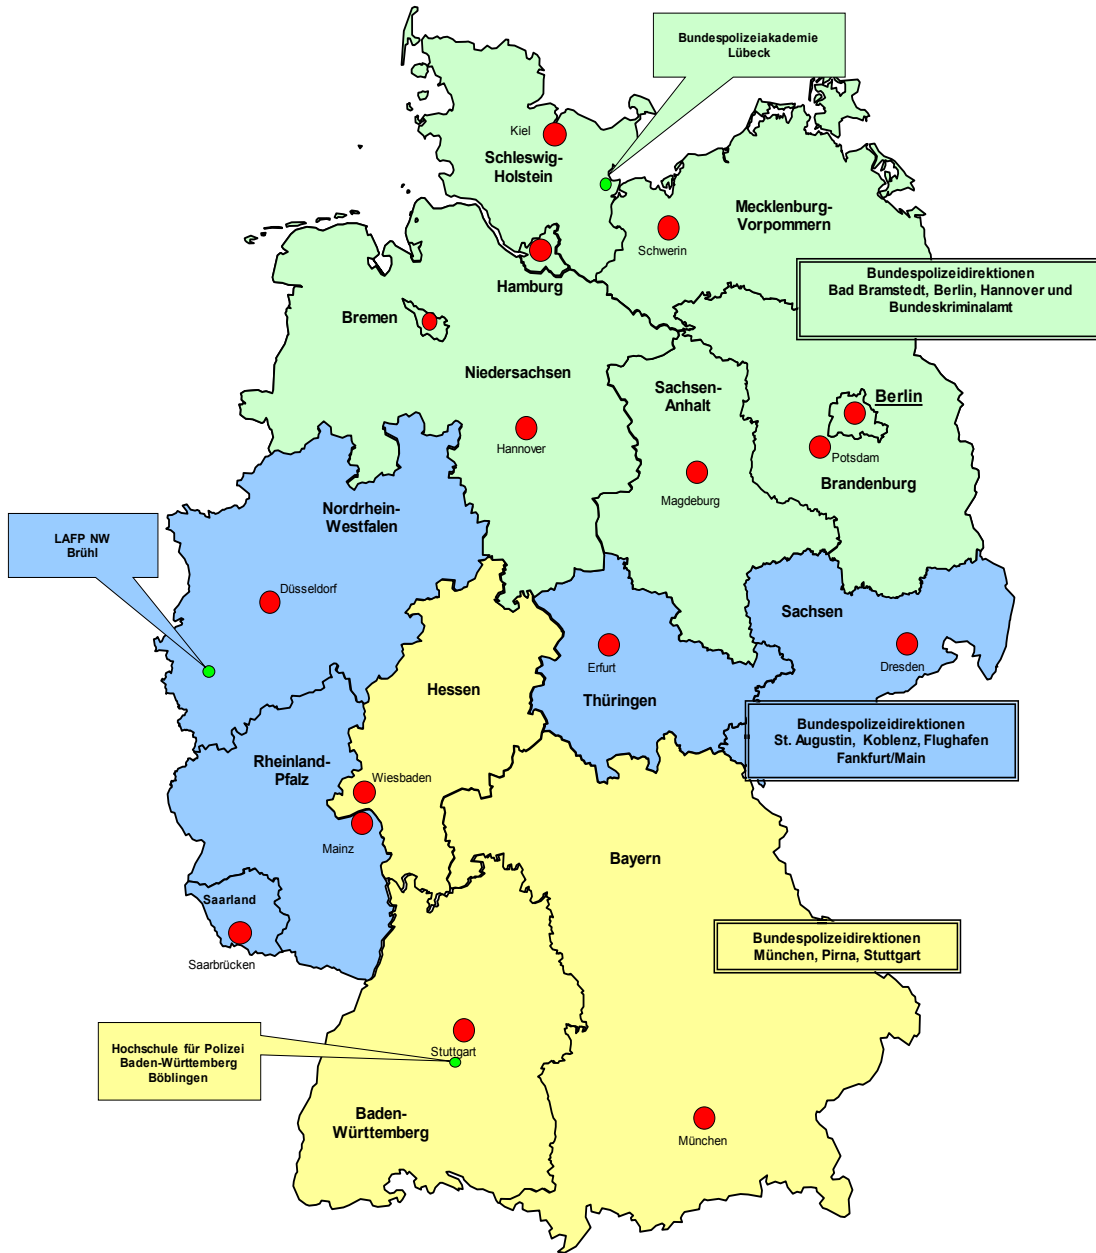 Bundespolizeiakademie
Lübeck
Kiel
Schleswig-
Holstein
Mecklenburg-
Vorpommern
Schwerin
Bundespolizeidirektionen
Bad Bramstedt, Berlin, Hannover und
Bundeskriminalamt
Hamburg
Bremen
Niedersachsen
Sachsen-
Anhalt
Berlin
Hannover
Potsdam
Brandenburg
Magdeburg
Nordrhein-
Westfalen
LAFP NW
Brühl
Düsseldorf
Sachsen
Erfurt
Dresden
Hessen
Thüringen
Bundespolizeidirektionen
St. Augustin, Koblenz, Flughafen
Fankfurt/Main
Rheinland-
Pfalz
Wiesbaden
Mainz
Bayern
Saarland
Saarbrücken
Bundespolizeidirektionen
München, Pirna, Stuttgart
Hochschule für Polizei
Baden-Württemberg
Böblingen
Stuttgart
Baden-
Württemberg
München